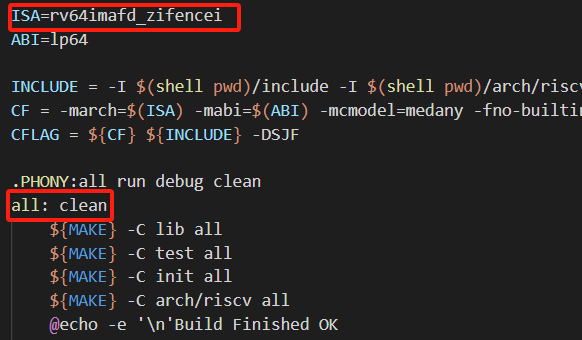 ISA=rv64imafd_zifencei
ABI=lp64
INCLUDE = -I $(shell pwd)/include -I $(shell pwd)/arch/riscv
CF = -march=$(ISA) -mabi=$(ABI) -mcmodel=medany -fno-builtin
CFLAG = ${CF} ${INCLUDE} -DSJF
.PHONY:all run debug clean
all: clean
${MAKE} -C lib all
${MAKE} -C test all
${MAKE} -C init all
${MAKE} -C arch/riscv all
@echo -e '\n'Build Finished OK